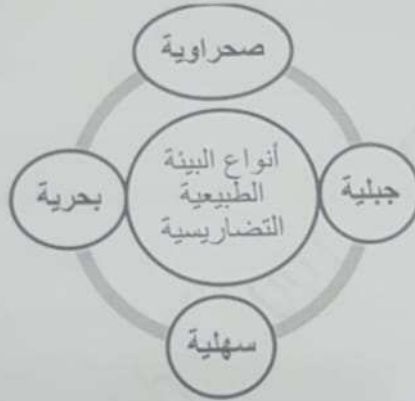 صحراوية
أنواع البيئة
الطبيعية
التضاريسية
جبلية
بحرية
سهلية